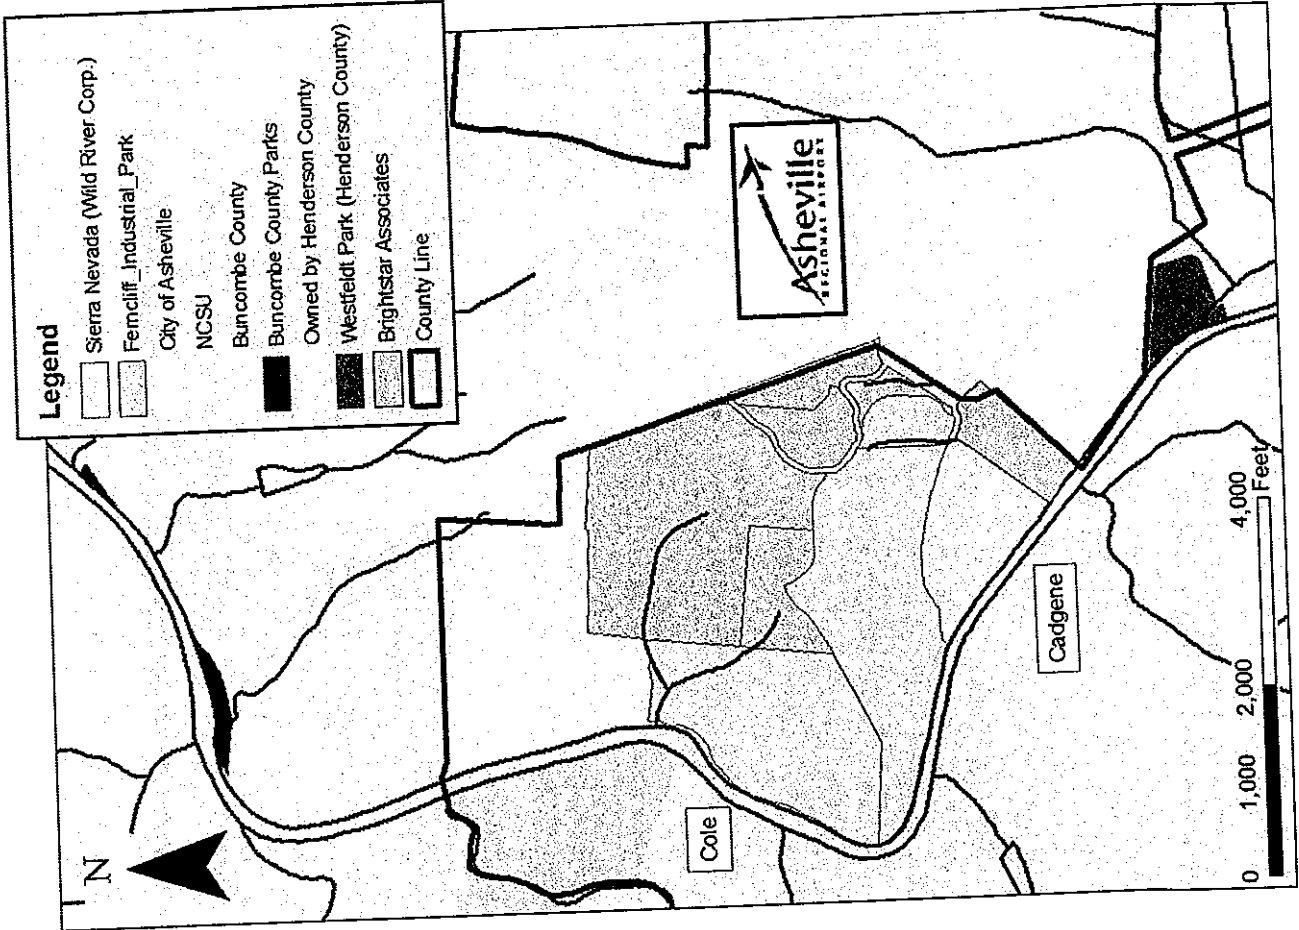 Legend
Sierra Nevada (Wild River Corp.)
Ferncliff_Industrial_Park
City of Asheville
NCSU
Buncombe County
Buncombe County Parks
Owned by Henderson County
Westfeldt Park (Henderson County)
Brightstar Associates
County Line
N
Asheville
REGIONAL AIRPORT
Cole
Cadgene
0 1,000 2,000 4,000
Feet